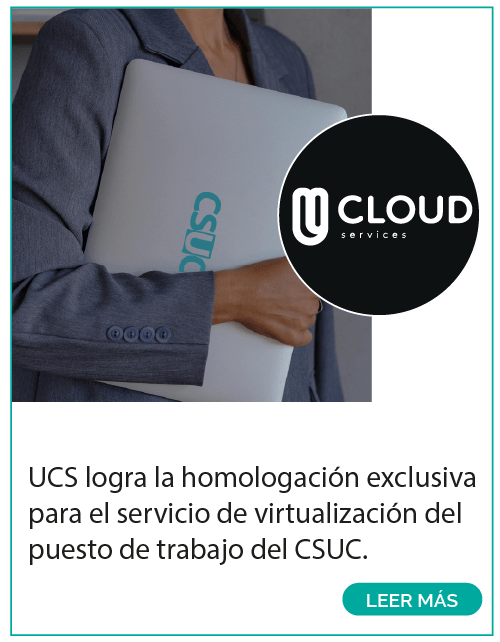 CSUC
U CLOUD
services
UCS logra la homologación exclusiva
para el servicio de virtualización del
puesto de trabajo del CSUC.
LEER MÁS